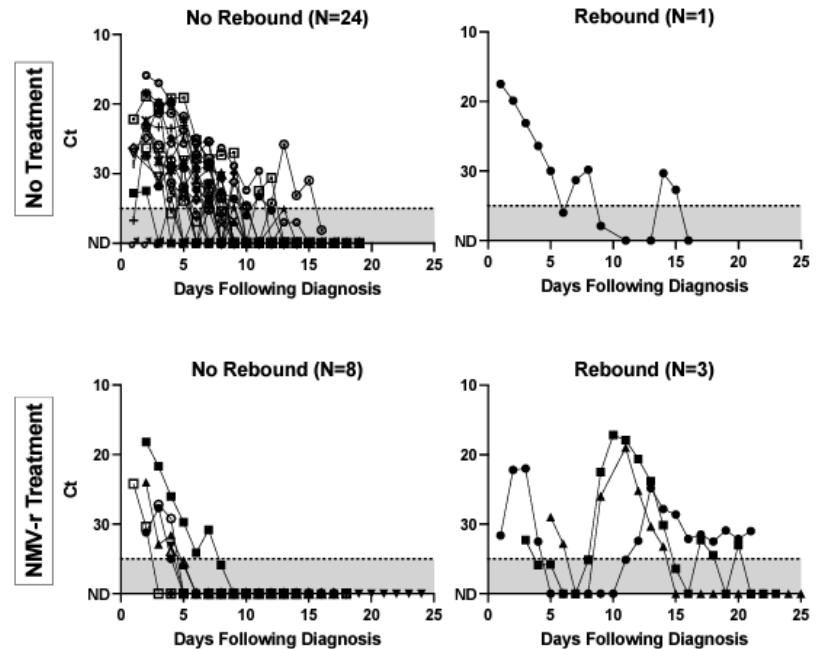 No Rebound (N=24)
Rebound (N=1)
No Treatment
Ct
10
20
30
ND
0 5 10 15 20 25
Days Following Diagnosis
10
20
30
ND
0 5 10 15 20 25
Days Following Diagnosis
No Rebound (N=8)
Rebound (N=3)
NMV-r Treatment
Ct
10
20
30
ND
0 5 10 15 20 25
Days Following Diagnosis
10
20
30
ND
0 5 10 15 20 25
Days Following Diagnosis